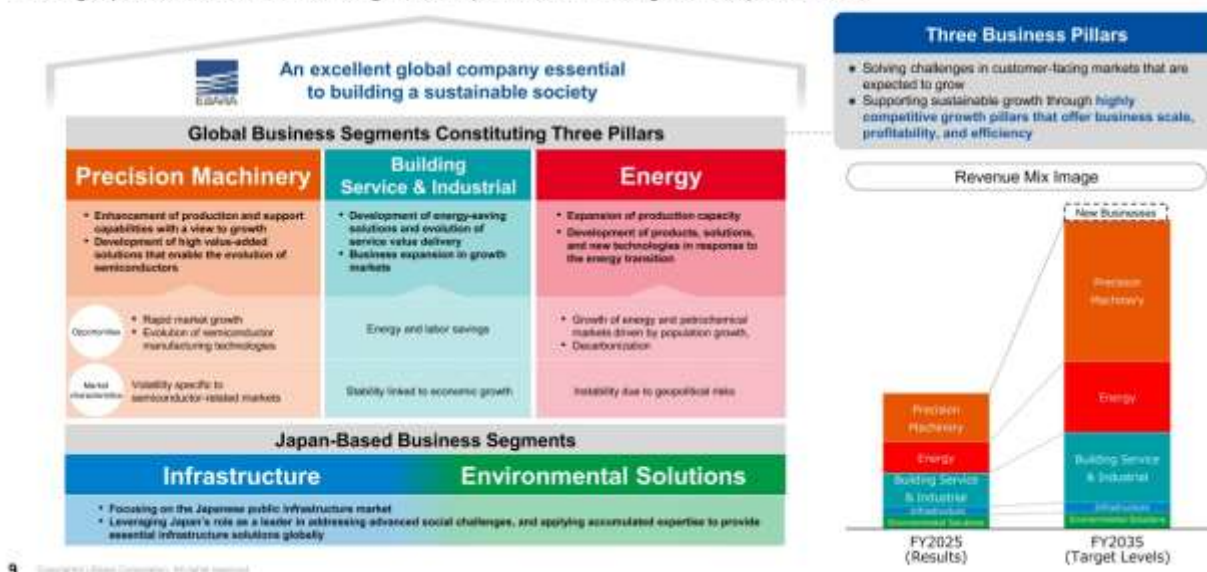 An excellent global company essential
to building a sustainable society
EBARA
Global Business Segments Constituting Three Pillars
Precision Machinery
• Enhancement of production and support
capabilities with a view to growth
• Development of high value-added
solutions that enable the evolution of
semiconductors
Building
Service & Industrial
• Development of energy-saving
solutions and evolution of
service value delivery
• Business expansion in growth
markets
Energy
• Expansion of production capacity
• Development of products, solutions,
and new technologies in response to
the energy transition
Opportunities
• Rapid market growth
• Evolution of semiconductor
manufacturing technologies
Energy and labor savings
• Growth of energy and petrochemical
markets driven by population growth,
• Decarbonization
Market
characteristics
Volatility specific to
semiconductor-related markets
Stability linked to economic growth
Instability due to geopolitical risks
Japan-Based Business Segments
Infrastructure
Environmental Solutions
• Focusing on the Japanese public infrastructure market
• Leveraging Japan's role as a leader in addressing advanced social challenges, and applying accumulated expertise to provide
essential infrastructure solutions globally
Three Business Pillars
• Solving challenges in customer-facing markets that are
expected to grow
• Supporting sustainable growth through highly
competitive growth pillars that offer business scale,
profitability, and efficiency
Revenue Mix Image
New Businesses
Precision
Machinery
Energy
Building Service
& Industrial
Infrastructure
Environmental Solutions
Precision
Machinery
Energy
Building Service
& Industrial
Infrastructure
Environmental Solutions
FY2025
(Results)
FY2035
(Target Levels)
9